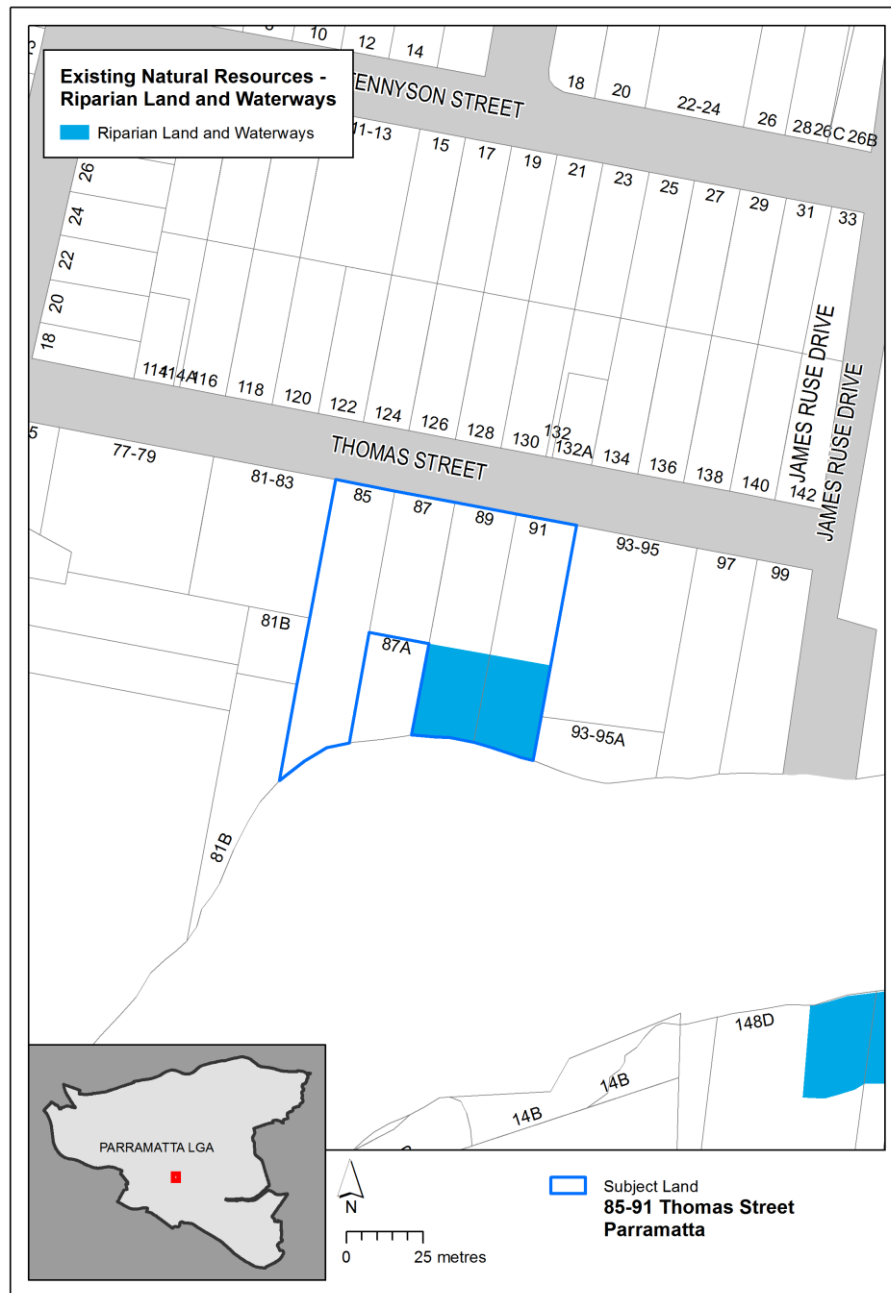 10
12
14
Existing Natural Resources -
Riparian Land and Waterways
Riparian Land and Waterways
TENNYSON STREET
18
20
22-24
26
28
26C
26B
11-13
15
17
19
21
23
25
27
29
31
33
26
24
22
20
18
114
114A
116
118
120
122
124
126
128
130
132
132A
134
136
138
140
142
JAMES RUSE DRIVE
JAMES RUSE DRIVE
THOMAS STREET
77-79
81-83
85
87
89
91
93-95
97
99
81B
87A
93-95A
81B
148D
14B
14B
PARRAMATTA LGA
N
0 25 metres
Subject Land
85-91 Thomas Street
Parramatta